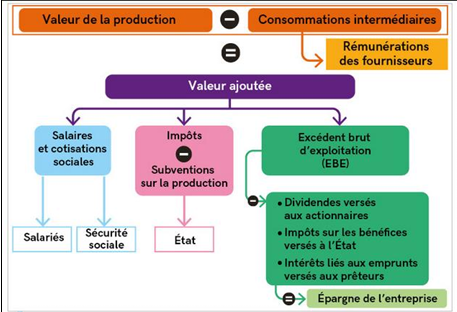 Valeur de la production
Consommations intermédiaires
Rémunérations
des fournisseurs
Valeur ajoutée
Salaires
et cotisations
sociales
Impôts
Subventions
sur la production
Excédent brut
d'exploitation
(EBE)
Salariés
Sécurité
sociale
État
• Dividendes versés
aux actionnaires
• Impôts sur les bénéfices
versés à l'État
• Intérêts liés aux emprunts
versés aux prêteurs
Épargne de l'entreprise